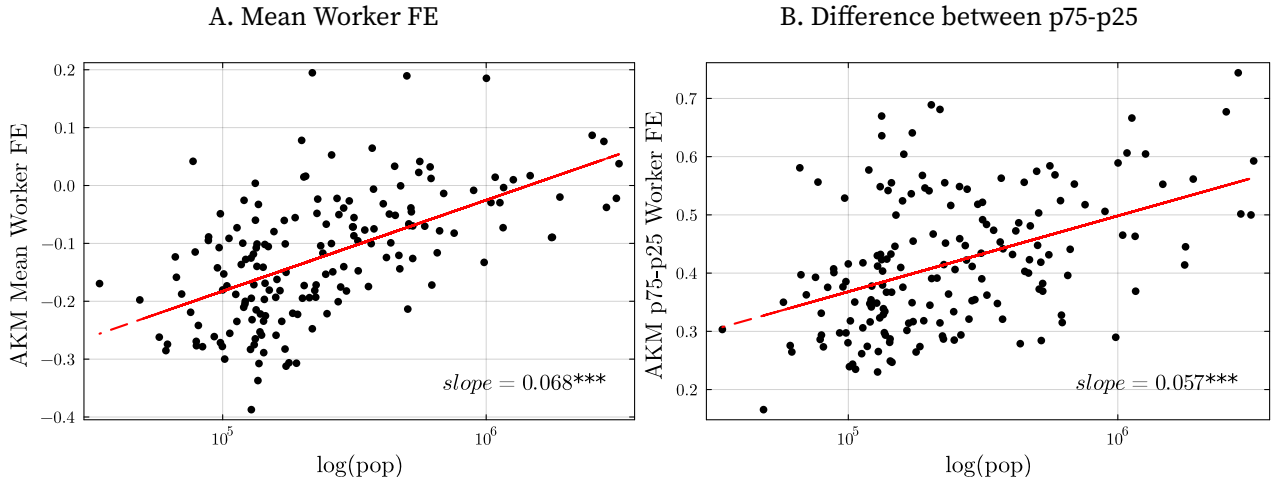 A. Mean Worker FE
AKM Mean Worker FE
0.2
0.1
0.0
−0.1
−0.2
−0.3
−0.4
slope = 0.068***
10^5
10^6
log(pop)
B. Difference between p75-p25
AKM p75-p25 Worker FE
0.7
0.6
0.5
0.4
0.3
0.2
slope = 0.057***
10^5
10^6
log(pop)